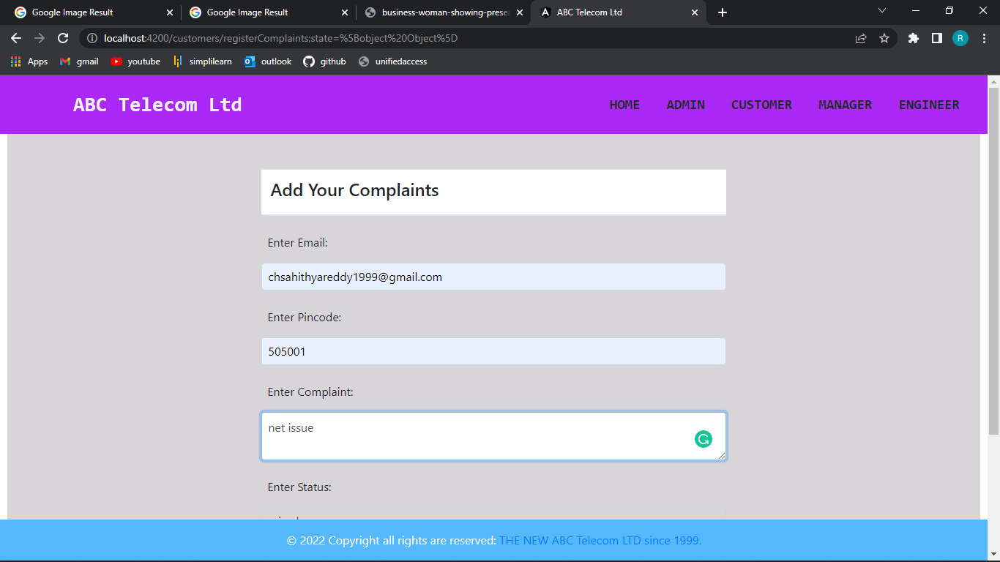 Google Image Result
Google Image Result
business-woman-showing-prese
ABC Telecom Ltd
localhost:4200/customers/registerComplaints;state=%5Bobject%20Object%5D
R
Apps
gmail
youtube
simplilearn
outlook
github
unifiedaccess
ABC Telecom Ltd
HOME
ADMIN
CUSTOMER
MANAGER
ENGINEER
Add Your Complaints
Enter Email:
chsahithyareddy1999@gmail.com
Enter Pincode:
505001
Enter Complaint:
net issue
Enter Status:
© 2022 Copyright all rights are reserved: THE NEW ABC Telecom LTD since 1999.